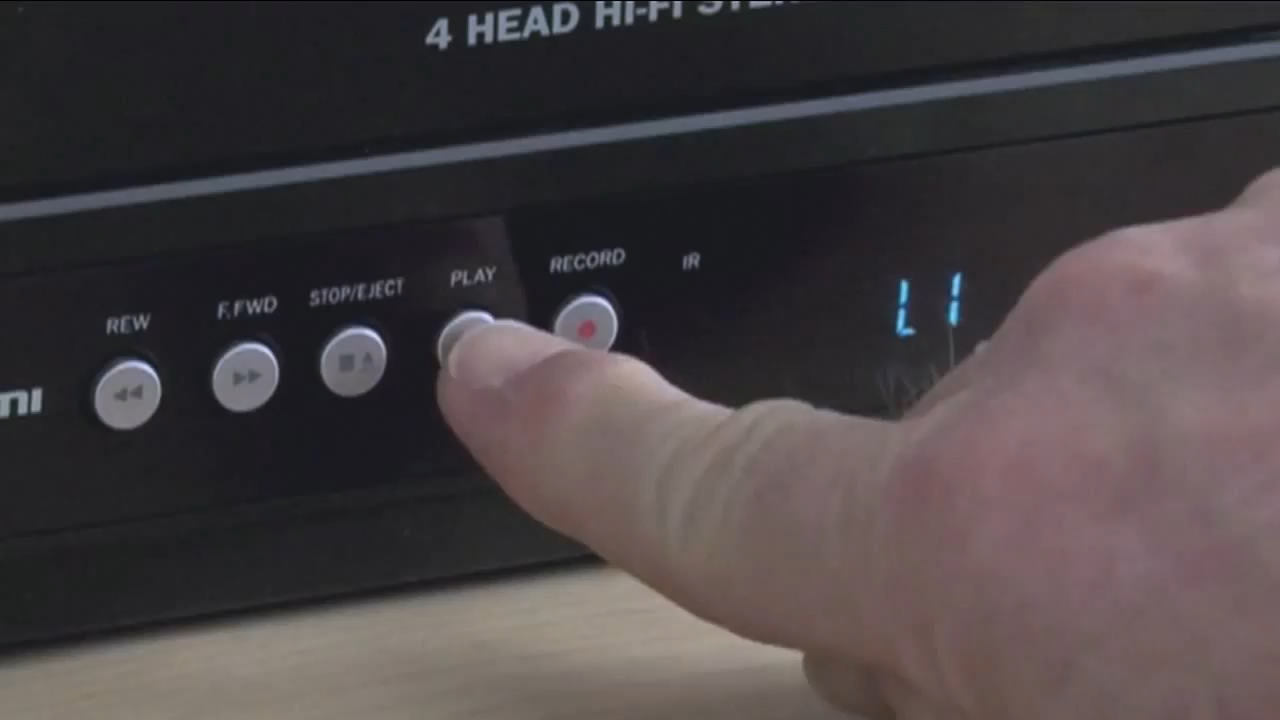 4 HEAD HI-FI
REW
F.FWD
STOP/EJECT
PLAY
RECORD
IR
L1